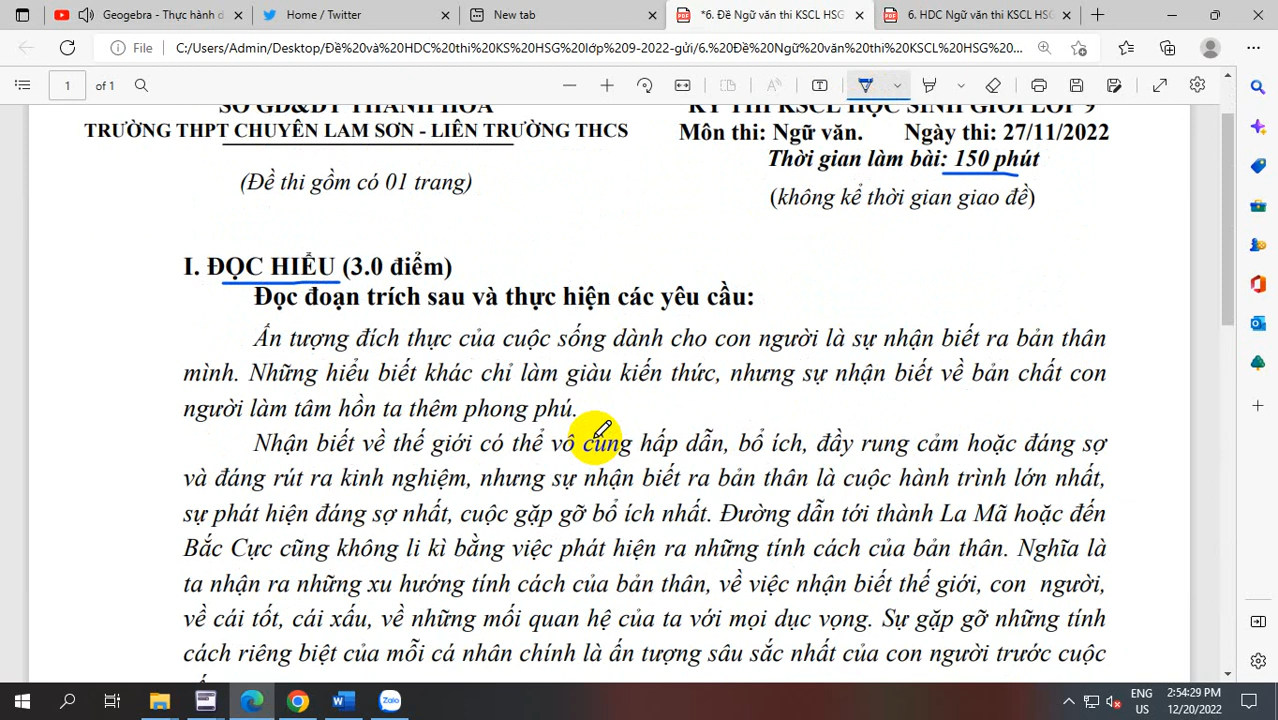 Geogebra - Thực hành d
Home / Twitter
New tab
*6. Đề Ngữ văn thi KSCL HSG
6. HDC Ngữ văn thi KSCL HSG
File
C:/Users/Admin/Desktop/Đề%20và%20HDC%20thi%20KS%20HSG%20lớp%209-2022-gửi/6.%20Đề%20Ngữ%20văn%20thi%20KSCL%20HSG%20...
1 of 1
SỞ GD&ĐT THANH HÓA
KỲ THI KSCL HỌC SINH GIỎI LỚP 9
TRƯỜNG THPT CHUYÊN LAM SƠN - LIÊN TRƯỜNG THCS
Môn thi: Ngữ văn. Ngày thi: 27/11/2022
Thời gian làm bài: 150 phút
(Đề thi gồm có 01 trang)
(không kể thời gian giao đề)
I. ĐỌC HIỂU (3.0 điểm)
Đọc đoạn trích sau và thực hiện các yêu cầu:
Ấn tượng đích thực của cuộc sống dành cho con người là sự nhận biết ra bản thân
mình. Những hiểu biết khác chỉ làm giàu kiến thức, nhưng sự nhận biết về bản chất con
người làm tâm hồn ta thêm phong phú.
Nhận biết về thế giới có thể vô cùng hấp dẫn, bổ ích, đầy rung cảm hoặc đáng sợ
và đáng rút ra kinh nghiệm, nhưng sự nhận biết ra bản thân là cuộc hành trình lớn nhất,
sự phát hiện đáng sợ nhất, cuộc gặp gỡ bổ ích nhất. Đường dẫn tới thành La Mã hoặc đến
Bắc Cực cũng không li kì bằng việc phát hiện ra những tính cách của bản thân. Nghĩa là
ta nhận ra những xu hướng tính cách của bản thân, về việc nhận biết thế giới, con người,
về cái tốt, cái xấu, về những mối quan hệ của ta với mọi dục vọng. Sự gặp gỡ những tính
cách riêng biệt của mỗi cá nhân chính là ấn tượng sâu sắc nhất của con người trước cuộc
ENG
US
2:54:29 PM
12/20/2022